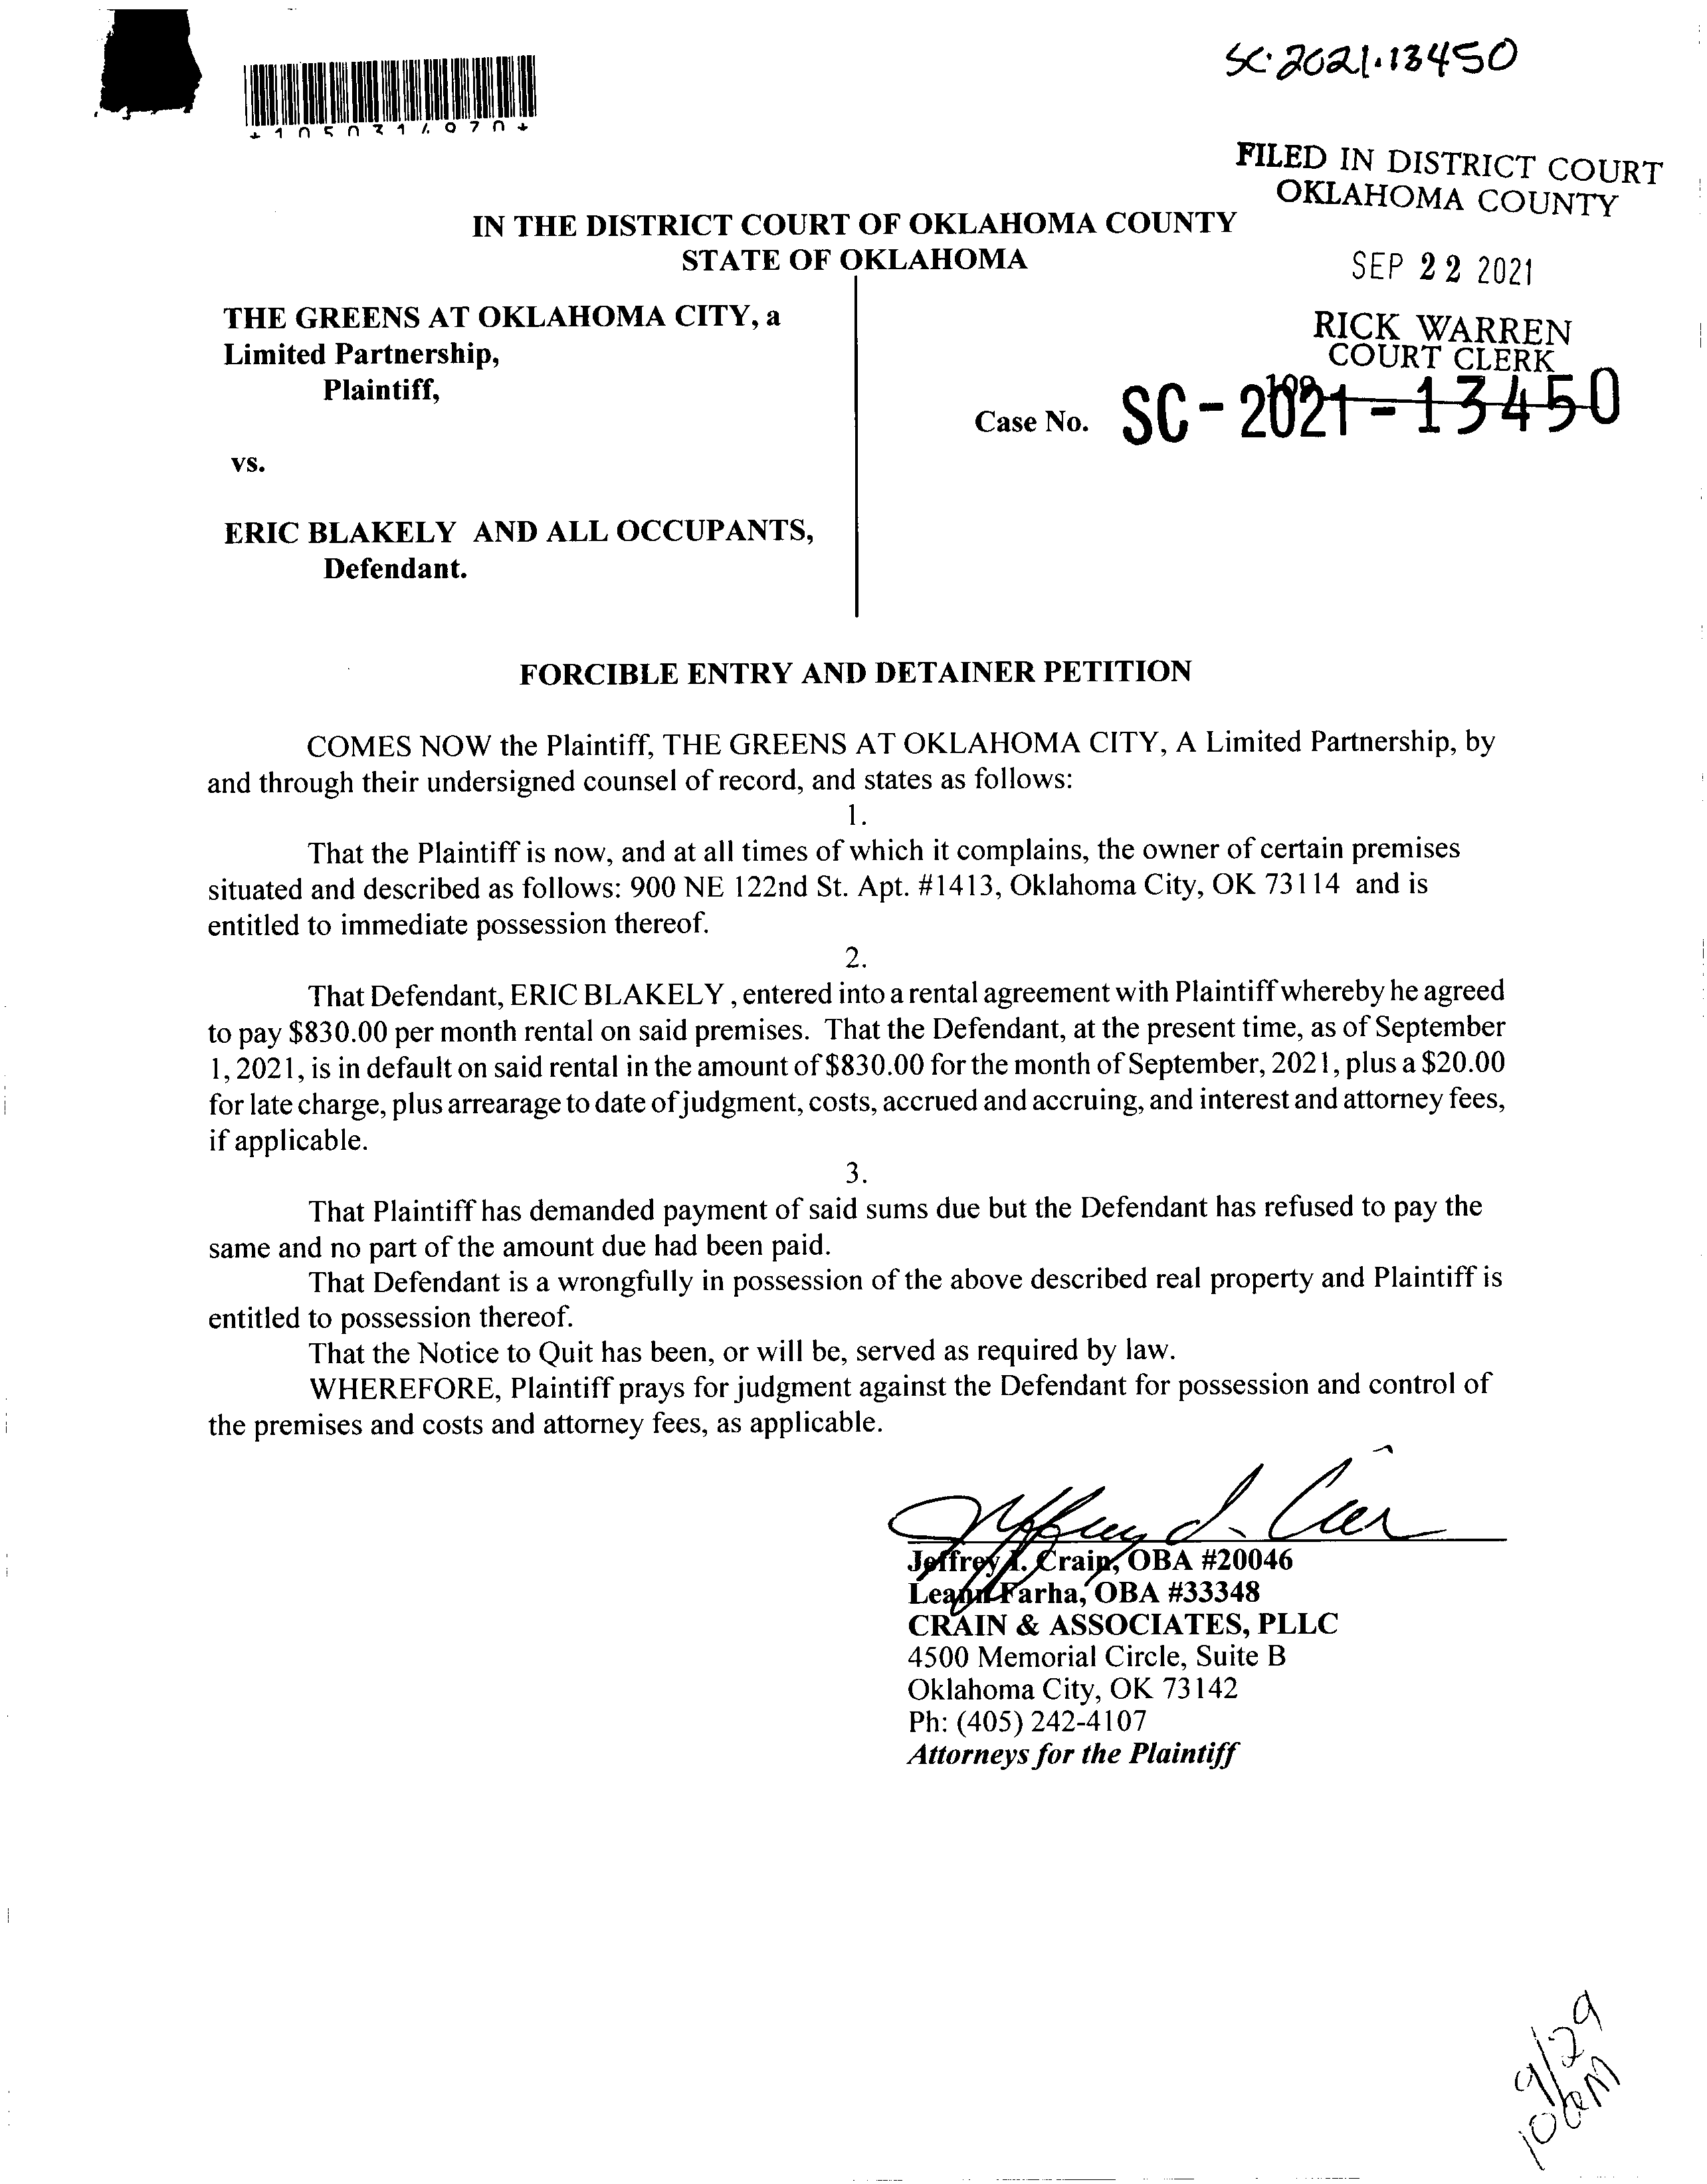 SC-2021-13450
*1050314070*
FILED IN DISTRICT COURT
OKLAHOMA COUNTY
IN THE DISTRICT COURT OF OKLAHOMA COUNTY
STATE OF OKLAHOMA
SEP 22 2021
THE GREENS AT OKLAHOMA CITY, a
Limited Partnership,
Plaintiff,
RICK WARREN
COURT CLERK
Case No. SC-2021-13450
vs.
ERIC BLAKELY AND ALL OCCUPANTS,
Defendant.
FORCIBLE ENTRY AND DETAINER PETITION
COMES NOW the Plaintiff, THE GREENS AT OKLAHOMA CITY, A Limited Partnership, by
and through their undersigned counsel of record, and states as follows:
1.
That the Plaintiff is now, and at all times of which it complains, the owner of certain premises
situated and described as follows: 900 NE 122nd St. Apt. #1413, Oklahoma City, OK 73114 and is
entitled to immediate possession thereof.
2.
That Defendant, ERIC BLAKELY , entered into a rental agreement with Plaintiff whereby he agreed
to pay $830.00 per month rental on said premises. That the Defendant, at the present time, as of September
1, 2021, is in default on said rental in the amount of $830.00 for the month of September, 2021, plus a $20.00
for late charge, plus arrearage to date of judgment, costs, accrued and accruing, and interest and attorney fees,
if applicable.
3.
That Plaintiff has demanded payment of said sums due but the Defendant has refused to pay the
same and no part of the amount due had been paid.
That Defendant is a wrongfully in possession of the above described real property and Plaintiff is
entitled to possession thereof.
That the Notice to Quit has been, or will be, served as required by law.
WHEREFORE, Plaintiff prays for judgment against the Defendant for possession and control of
the premises and costs and attorney fees, as applicable.
Jeffrey I. Crain, OBA #20046
Leann Farha, OBA #33348
CRAIN & ASSOCIATES, PLLC
4500 Memorial Circle, Suite B
Oklahoma City, OK 73142
Ph: (405) 242-4107
Attorneys for the Plaintiff
9/29
10am